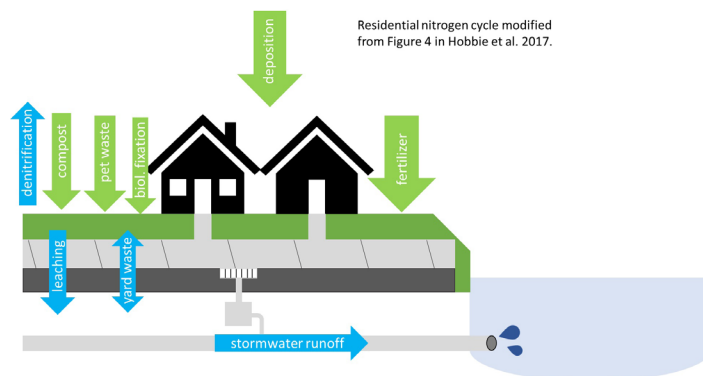 Residential nitrogen cycle modified
from Figure 4 in Hobbie et al. 2017.
deposition
denitrification
compost
pet waste
biol. fixation
fertilizer
leaching
yard waste
stormwater runoff